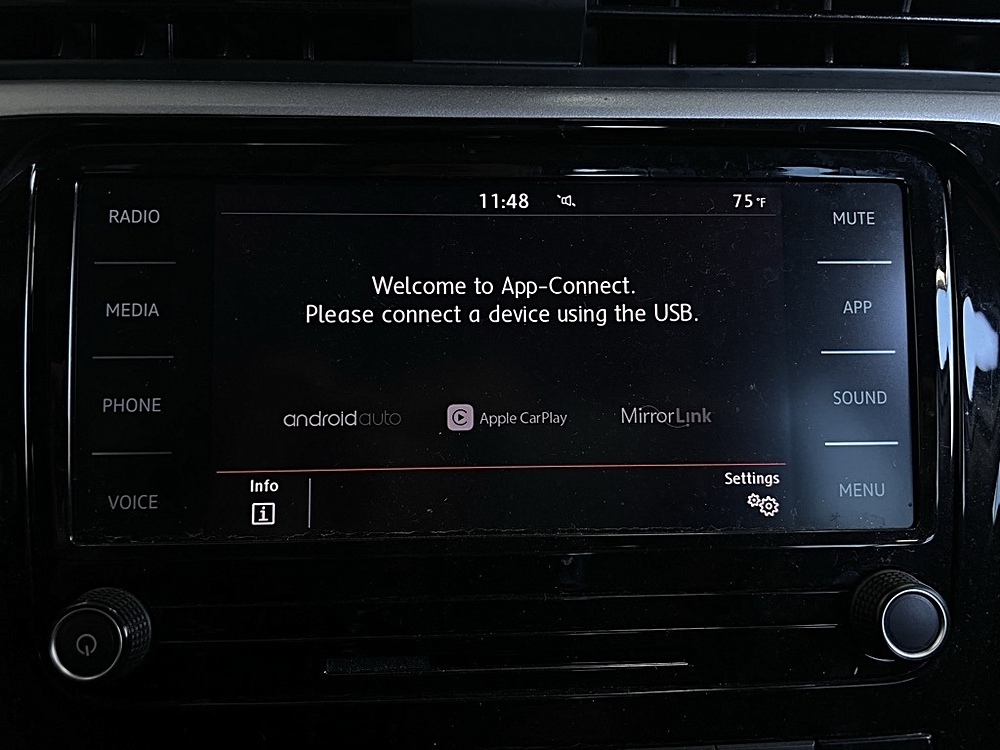 RADIO
MEDIA
PHONE
VOICE
11:48
75°F
Welcome to App-Connect.
Please connect a device using the USB.
androidauto
Apple CarPlay
MirrorLink
Info
i
Settings
MUTE
APP
SOUND
MENU